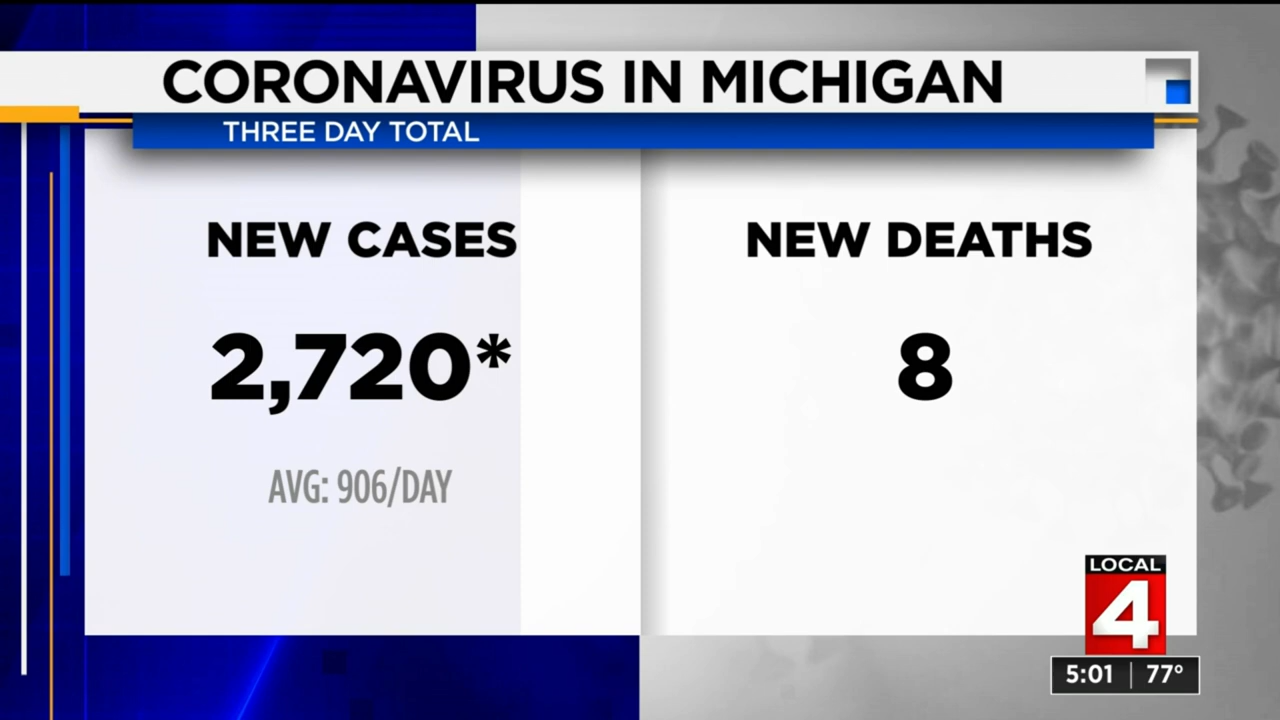 CORONAVIRUS IN MICHIGAN
THREE DAY TOTAL
NEW CASES
2,720*
AVG: 906/DAY
NEW DEATHS
8
LOCAL
4
5:01 | 77°